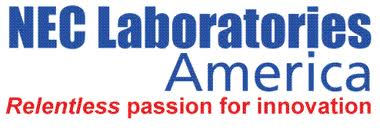 NEC Laboratories
America
Relentless passion for innovation